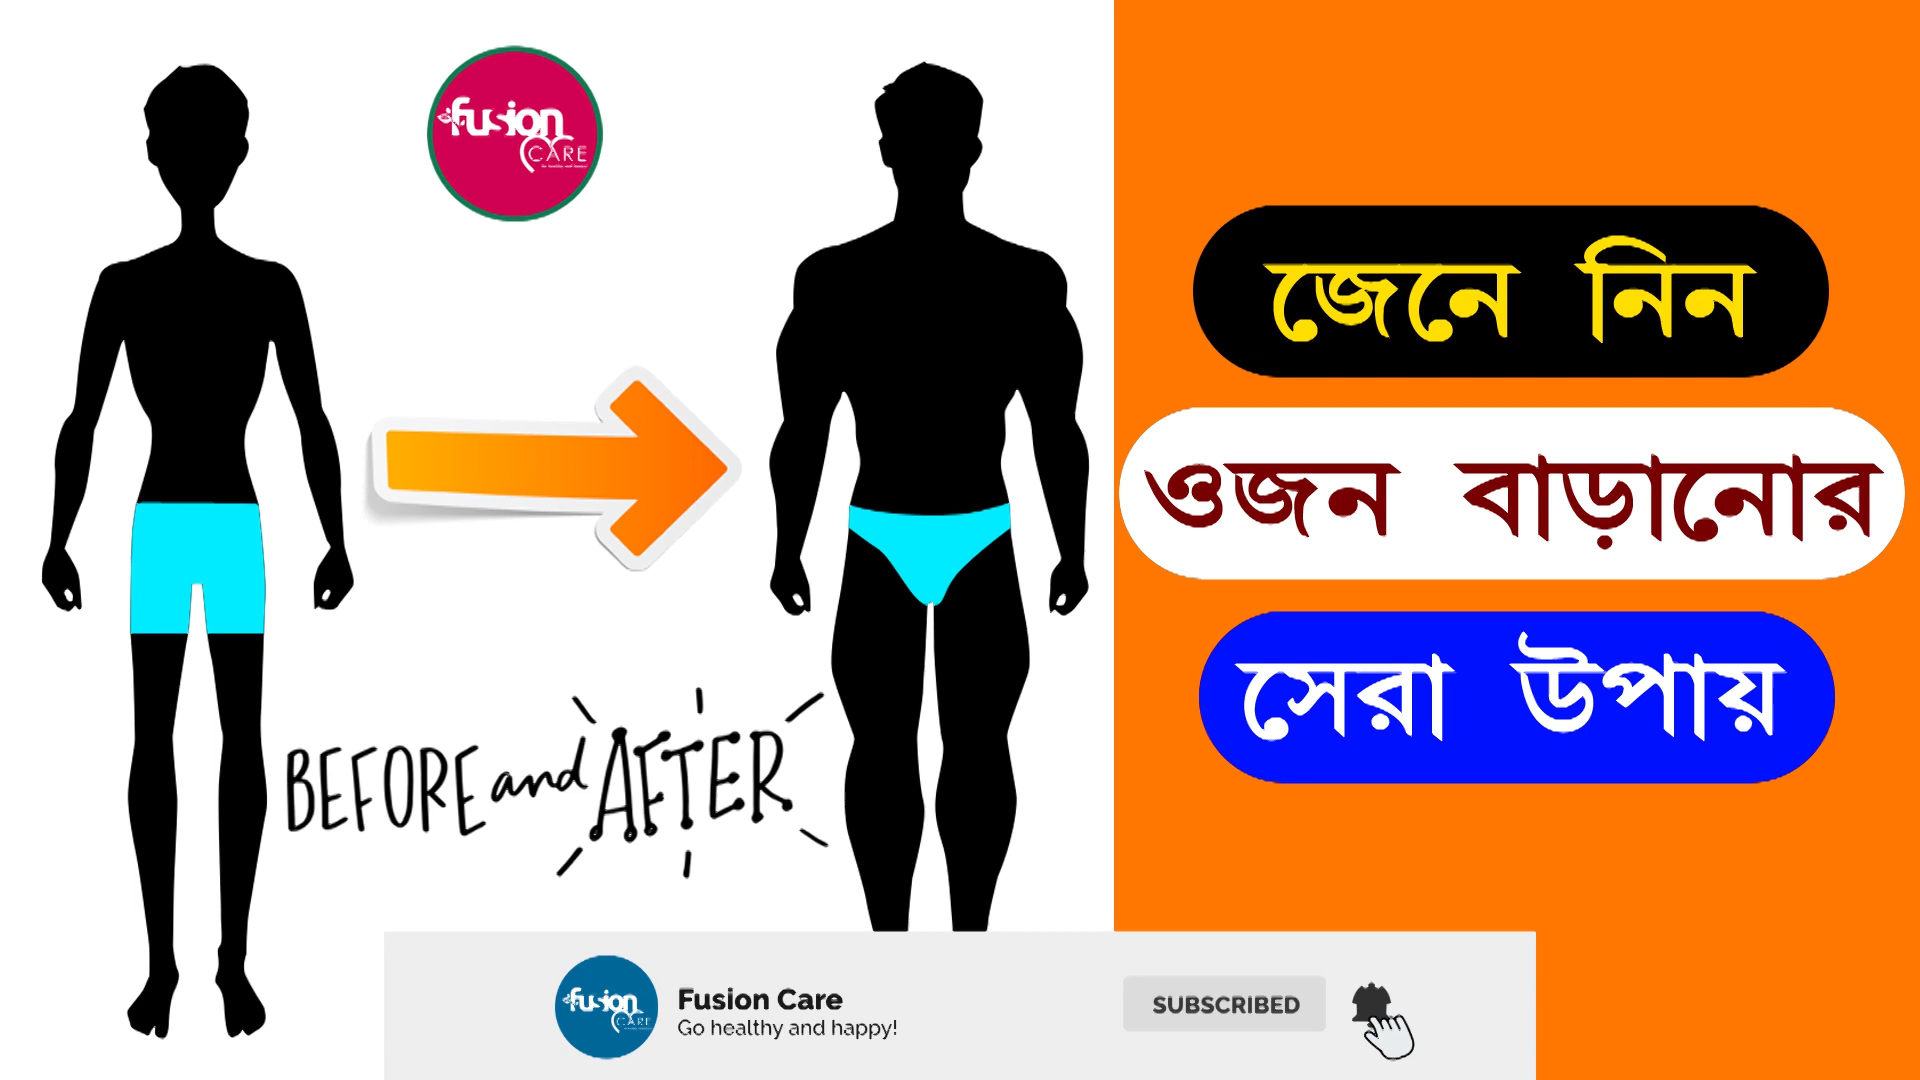 fusion
CARE
জেনে নিন
ওজন বাড়ানোর
সেরা উপায়
BEFORE and AFTER
fusion
CARE
Fusion Care
Go healthy and happy!
SUBSCRIBED